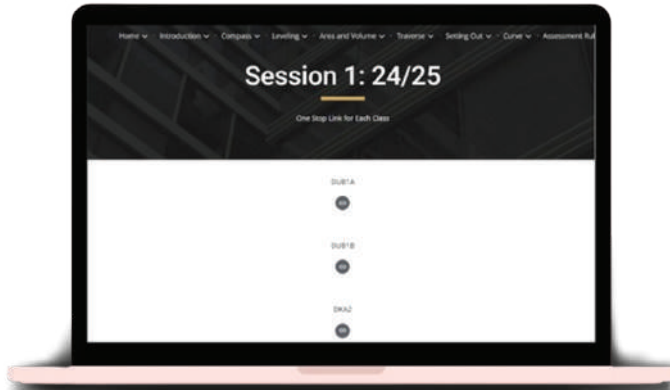 Home Introduction Compass Leveling Area and Volume Traverse Setting Out Curve Assessment Rub
Session 1: 24/25
One Stop Link for Each Class
DUB1A
DUB1B
DKA2